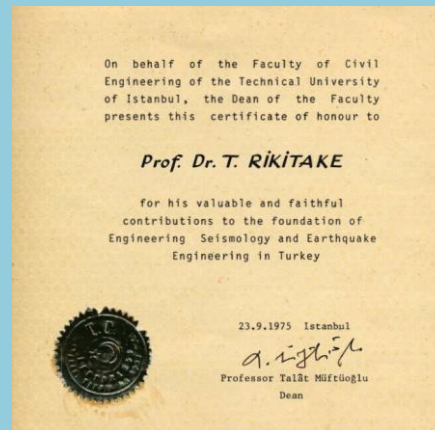 On behalf of the Faculty of Civil
Engineering of the Technical University
of Istanbul, the Dean of the Faculty
presents this certificate of honour to
Prof. Dr. T. RİKİTAKE
for his valuable and faithful
contributions to the foundation of
Engineering Seismology and Earthquake
Engineering in Turkey
T.C.
23.9.1975 Istanbul
Professor Talât Müftüoğlu
Dean